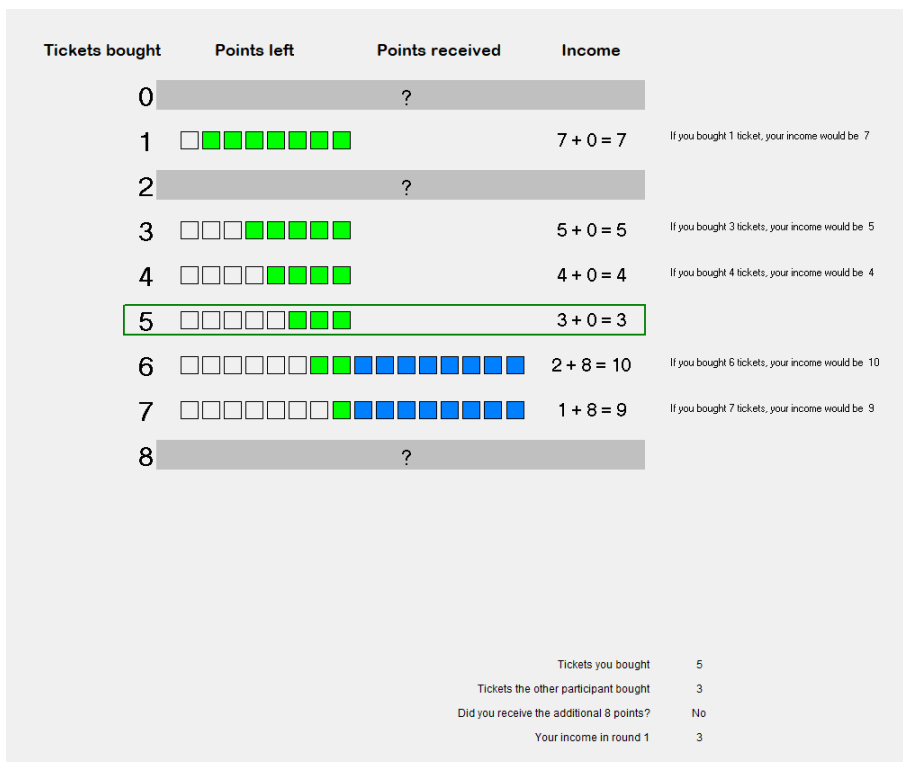 Tickets bought Points left Points received Income
0 ?
1 7 + 0 = 7 If you bought 1 ticket, your income would be 7
2 ?
3 5 + 0 = 5 If you bought 3 tickets, your income would be 5
4 4 + 0 = 4 If you bought 4 tickets, your income would be 4
5 3 + 0 = 3
6 2 + 8 = 10 If you bought 6 tickets, your income would be 10
7 1 + 8 = 9 If you bought 7 tickets, your income would be 9
8 ?
Tickets you bought 5
Tickets the other participant bought 3
Did you receive the additional 8 points? No
Your income in round 1 3